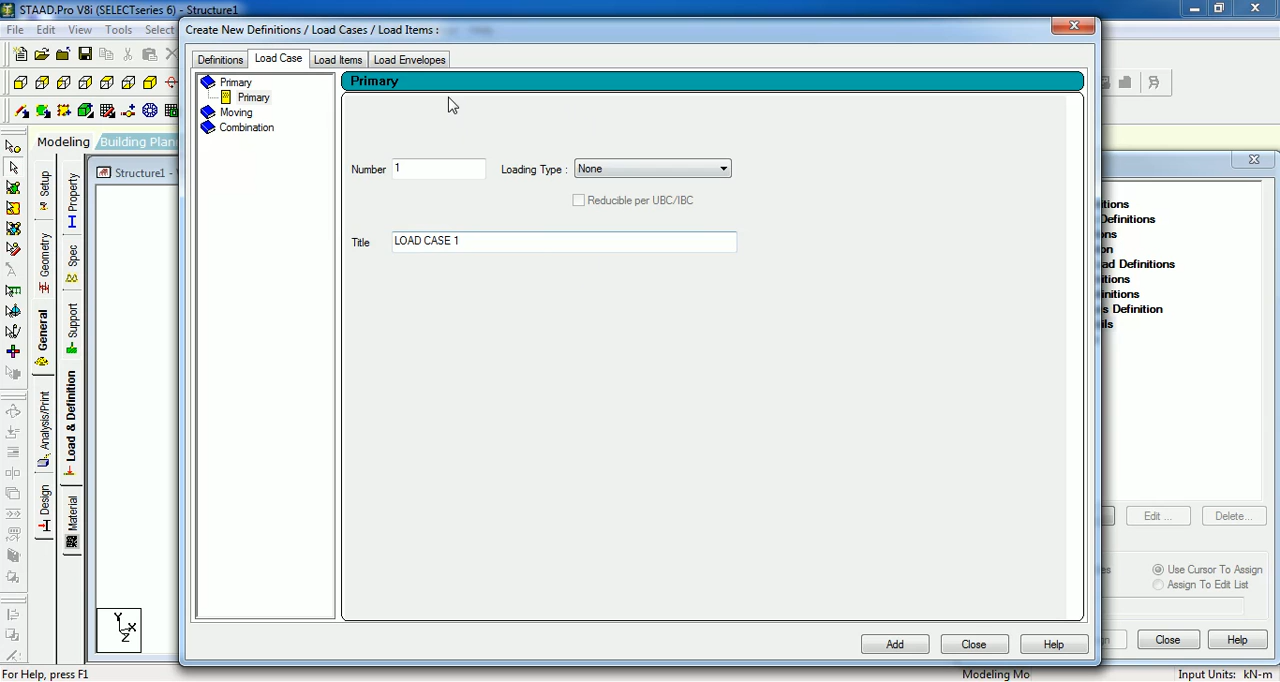 STAAD.Pro V8i (SELECTseries 6) - Structure1
File Edit View Tools Select
Create New Definitions / Load Cases / Load Items :
Definitions Load Case Load Items Load Envelopes
Primary
Primary
Moving
Combination
Primary
Number 1 Loading Type : None
Reducible per UBC/IBC
Title LOAD CASE 1
Modeling Building Plan
Structure1 -
Setup
Geometry
General
Analysis/Print
Design
Property
Spec
Support
Load & Definition
Material
Y
X
Z
Definitions
ad Definitions
Edit ... Delete...
Use Cursor To Assign
Assign To Edit List
Add Close Help
Close Help
For Help, press F1 Modeling Mo Input Units: kN-m